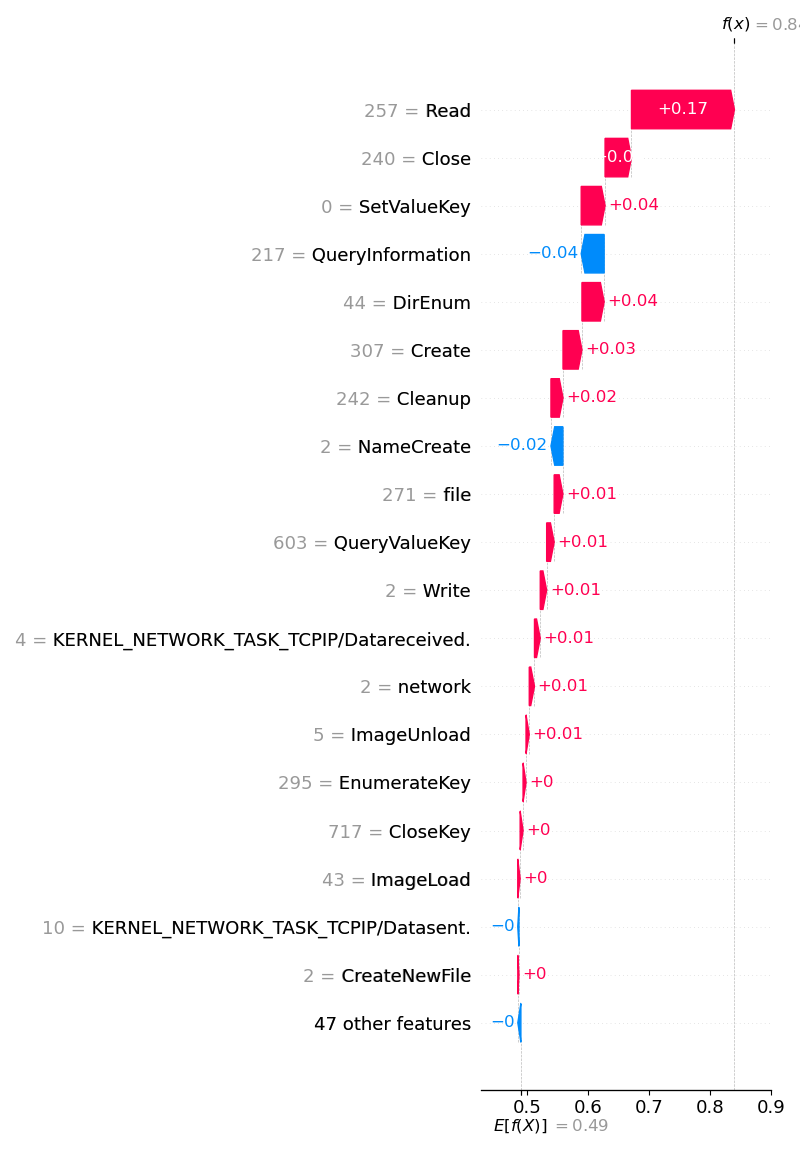 f(x) = 0.84
257 = Read +0.17
240 = Close
0 = SetValueKey +0.04
217 = QueryInformation −0.04
44 = DirEnum +0.04
307 = Create +0.03
242 = Cleanup +0.02
2 = NameCreate −0.02
271 = file +0.01
603 = QueryValueKey +0.01
2 = Write +0.01
4 = KERNEL_NETWORK_TASK_TCPIP/Datareceived. +0.01
2 = network +0.01
5 = ImageUnload +0.01
295 = EnumerateKey +0
717 = CloseKey +0
43 = ImageLoad +0
10 = KERNEL_NETWORK_TASK_TCPIP/Datasent. −0
2 = CreateNewFile +0
47 other features −0
0.5 0.6 0.7 0.8 0.9
E[f(X)] = 0.49